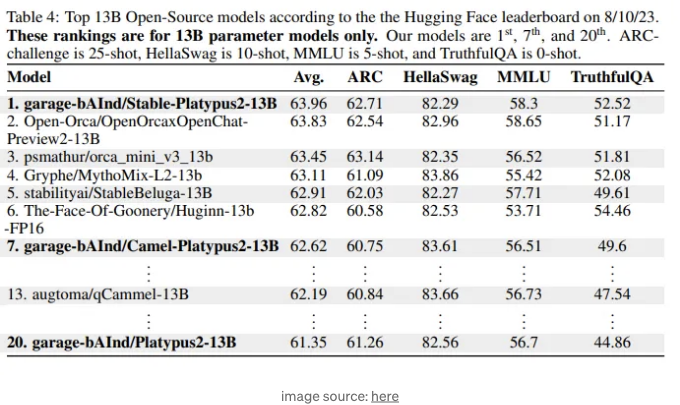 Table 4: Top 13B Open-Source models according to the the Hugging Face leaderboard on 8/10/23.
These rankings are for 13B parameter models only. Our models are 1st, 7th, and 20th. ARC-
challenge is 25-shot, HellaSwag is 10-shot, MMLU is 5-shot, and TruthfulQA is 0-shot.
Model Avg. ARC HellaSwag MMLU TruthfulQA
1. garage-bAInd/Stable-Platypus2-13B 63.96 62.71 82.29 58.3 52.52
2. Open-Orca/OpenOrcaxOpenChat- 63.83 62.54 82.96 58.65 51.17
Preview2-13B
3. psmathur/orca_mini_v3_13b 63.45 63.14 82.35 56.52 51.81
4. Gryphe/MythoMix-L2-13b 63.11 61.09 83.86 55.42 52.08
5. stabilityai/StableBeluga-13B 62.91 62.03 82.27 57.71 49.61
6. The-Face-Of-Goonery/Huginn-13b 62.82 60.58 82.53 53.71 54.46
-FP16
7. garage-bAInd/Camel-Platypus2-13B 62.62 60.75 83.61 56.51 49.6
⋮ ⋮ ⋮ ⋮ ⋮ ⋮
13. augtoma/qCammel-13B 62.19 60.84 83.66 56.73 47.54
⋮ ⋮ ⋮ ⋮ ⋮ ⋮
20. garage-bAInd/Platypus2-13B 61.35 61.26 82.56 56.7 44.86
image source: here